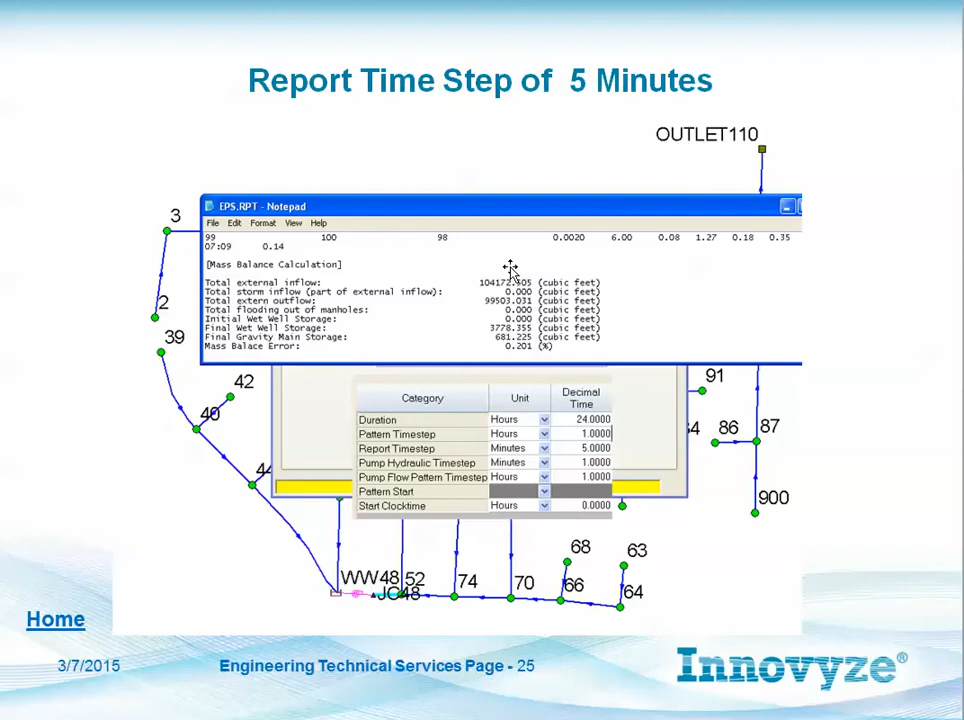 Report Time Step of 5 Minutes
OUTLET110
EPS.RPT - Notepad
File Edit Format View Help
3
99 100 98 0.0020 6.00 0.08 1.27 0.18 0.35
07:09 0.14
[Mass Balance Calculation]
Total external inflow: (cubic feet)
Total storm inflow (part of external inflow): 0.000 (cubic feet)
Total extern outflow: 99503.031 (cubic feet)
Total flooding out of manholes: 0.000 (cubic feet)
Initial Wet Well Storage: 0.000 (cubic feet)
Final Wet Well Storage: 3778.355 (cubic feet)
Final Gravity Main Storage: 681.225 (cubic feet)
Mass Balace Error: 0.201 (%)
2
39
42
40
44
91
84
86
87
900
Category Unit Decimal Time
Duration Hours 24.0000
Pattern Timestep Hours 1.0000
Report Timestep Minutes 5.0000
Pump Hydraulic Timestep Minutes 1.0000
Pump Flow Pattern Timestep Hours 1.0000
Pattern Start
Start Clocktime Hours 0.0000
WW48
JC48
52
74
70
68
66
63
64
Home
3/7/2015
Engineering Technical Services Page - 25
Innovyze®